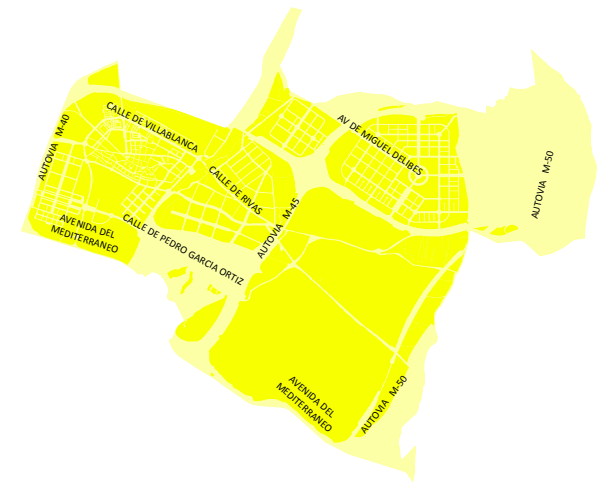 AUTOVIA M-40
CALLE DE VILLABLANCA
AV DE MIGUEL DELIBES
AUTOVIA M-50
CALLE DE RIVAS
AUTOVIA M-45
AVENIDA DEL
MEDITERRANEO
CALLE DE PEDRO GARCÍA ORTIZ
AVENIDA DEL
MEDITERRANEO
AUTOVIA M-50